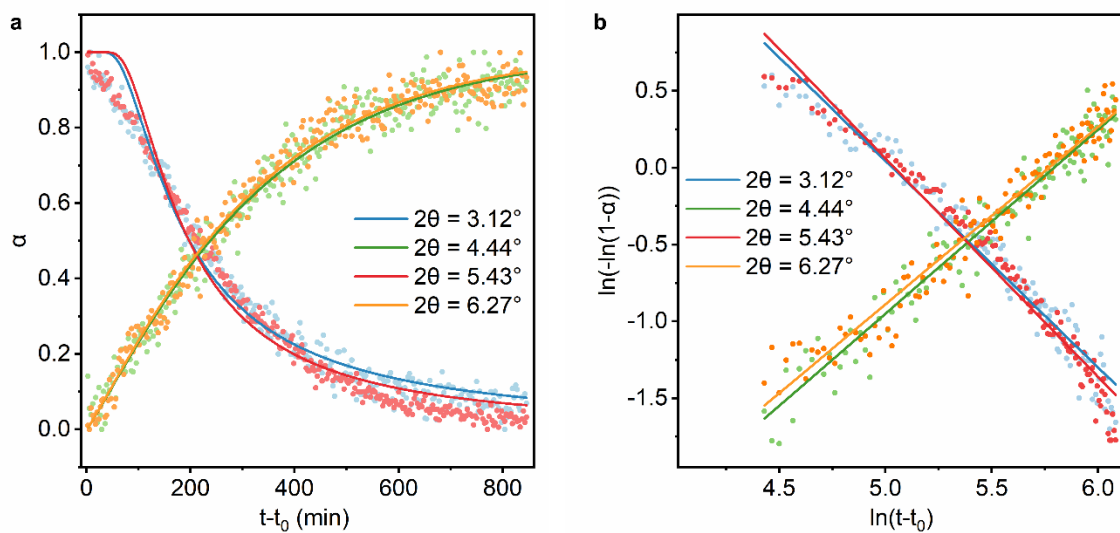 a
1.0
0.8
0.6
0.4
0.2
0.0
α
0 200 400 600 800
t-t₀ (min)
2θ = 3.12°
2θ = 4.44°
2θ = 5.43°
2θ = 6.27°
b
0.5
0.0
-0.5
-1.0
-1.5
ln(-ln(1-α))
4.5 5.0 5.5 6.0
ln(t-t₀)
2θ = 3.12°
2θ = 4.44°
2θ = 5.43°
2θ = 6.27°